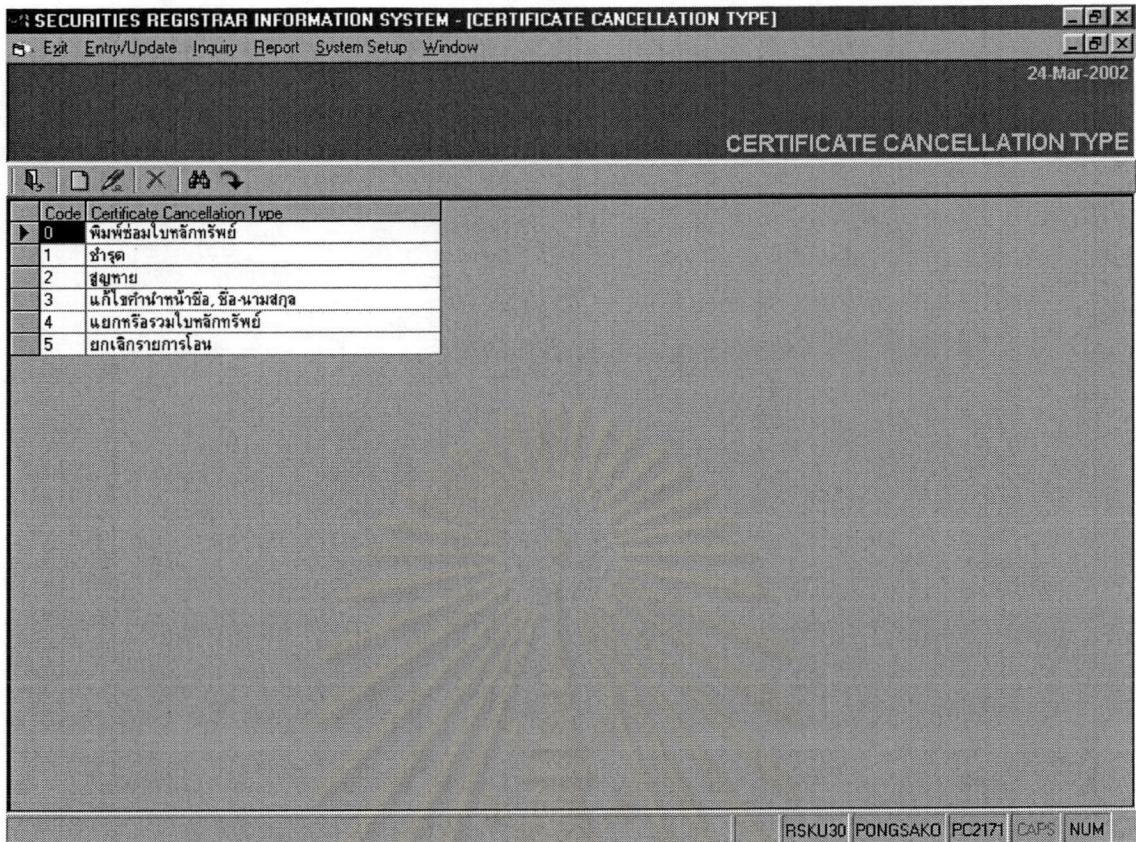 SECURITIES REGISTRAR INFORMATION SYSTEM - [CERTIFICATE CANCELLATION TYPE]
Exit Entry/Update Inquiry Report System Setup Window
24-Mar-2002
CERTIFICATE CANCELLATION TYPE
Code Certificate Cancellation Type
0 พิมพ์ซ่อมใบหลักทรัพย์
1 ชำรุด
2 สูญหาย
3 แก้ไขคำนำหน้าชื่อ, ชื่อ-นามสกุล
4 แยกหรือรวมใบหลักทรัพย์
5 ยกเลิกรายการโอน
RSKU30 PONGSAKO PC2171 CAPS NUM